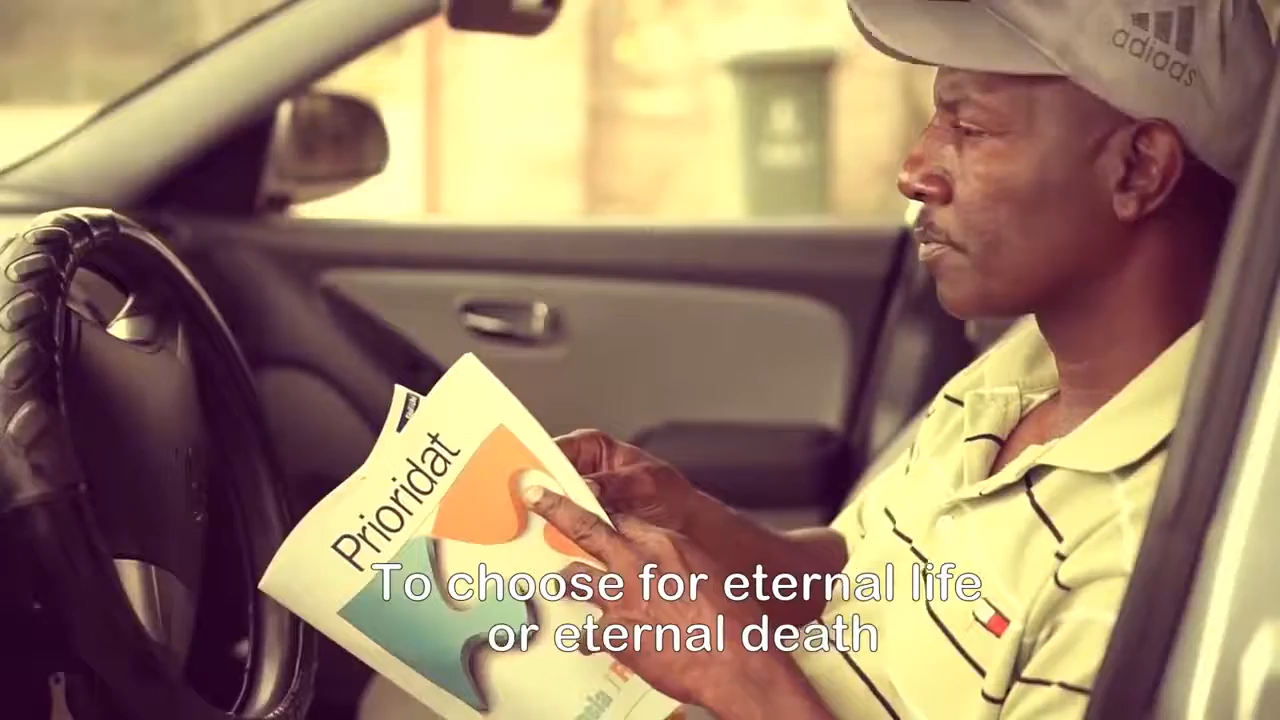 adidas
Prioridat
To choose for eternal life
or eternal death